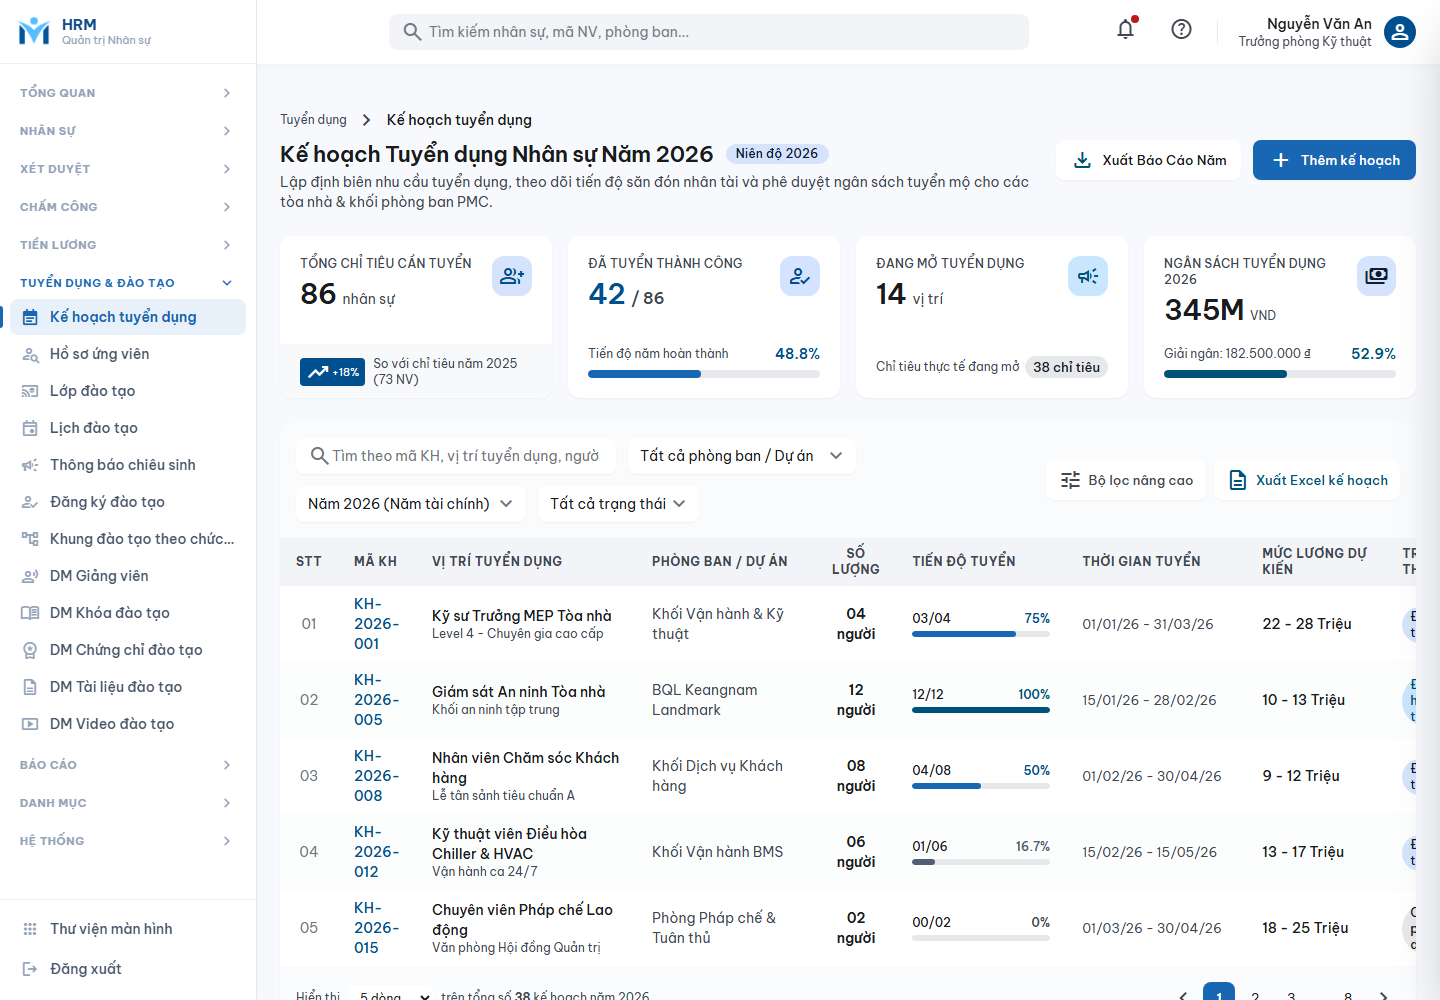 HRM
Quản trị Nhân sự
TỔNG QUAN
NHÂN SỰ
XÉT DUYỆT
CHẤM CÔNG
TIỀN LƯƠNG
TUYỂN DỤNG & ĐÀO TẠO
Kế hoạch tuyển dụng
Hồ sơ ứng viên
Lớp đào tạo
Lịch đào tạo
Thông báo chiêu sinh
Đăng ký đào tạo
Khung đào tạo theo chức...
DM Giảng viên
DM Khóa đào tạo
DM Chứng chỉ đào tạo
DM Tài liệu đào tạo
DM Video đào tạo
BÁO CÁO
DANH MỤC
HỆ THỐNG
Thư viện màn hình
Đăng xuất
Tìm kiếm nhân sự, mã NV, phòng ban...
Nguyễn Văn An
Trưởng phòng Kỹ thuật
Tuyển dụng
Kế hoạch tuyển dụng
Kế hoạch Tuyển dụng Nhân sự Năm 2026
Niên độ 2026
Lập định biên nhu cầu tuyển dụng, theo dõi tiến độ săn đón nhân tài và phê duyệt ngân sách tuyển mộ cho các
tòa nhà & khối phòng ban PMC.
Xuất Báo Cáo Năm
Thêm kế hoạch
TỔNG CHỈ TIÊU CẦN TUYỂN
86 nhân sự
+18%
So với chỉ tiêu năm 2025
(73 NV)
ĐÃ TUYỂN THÀNH CÔNG
42 / 86
Tiến độ năm hoàn thành
48.8%
ĐANG MỞ TUYỂN DỤNG
14 vị trí
Chỉ tiêu thực tế đang mở
38 chỉ tiêu
NGÂN SÁCH TUYỂN DỤNG
2026
345M VND
Giải ngân: 182.500.000 ₫
52.9%
Tìm theo mã KH, vị trí tuyển dụng, ngườ
Tất cả phòng ban / Dự án
Năm 2026 (Năm tài chính)
Tất cả trạng thái
Bộ lọc nâng cao
Xuất Excel kế hoạch
STT
MÃ KH
VỊ TRÍ TUYỂN DỤNG
PHÒNG BAN / DỰ ÁN
SỐ
LƯỢNG
TIẾN ĐỘ TUYỂN
THỜI GIAN TUYỂN
MỨC LƯƠNG DỰ
KIẾN
01
KH-
2026-
001
Kỹ sư Trưởng MEP Tòa nhà
Level 4 - Chuyên gia cao cấp
Khối Vận hành & Kỹ
thuật
04
người
03/04
75%
01/01/26 - 31/03/26
22 - 28 Triệu
02
KH-
2026-
005
Giám sát An ninh Tòa nhà
Khối an ninh tập trung
BQL Keangnam
Landmark
12
người
12/12
100%
15/01/26 - 28/02/26
10 - 13 Triệu
03
KH-
2026-
008
Nhân viên Chăm sóc Khách
hàng
Lễ tân sảnh tiêu chuẩn A
Khối Dịch vụ Khách
hàng
08
người
04/08
50%
01/02/26 - 30/04/26
9 - 12 Triệu
04
KH-
2026-
012
Kỹ thuật viên Điều hòa
Chiller & HVAC
Vận hành ca 24/7
Khối Vận hành BMS
06
người
01/06
16.7%
15/02/26 - 15/05/26
13 - 17 Triệu
05
KH-
2026-
015
Chuyên viên Pháp chế Lao
động
Văn phòng Hội đồng Quản trị
Phòng Pháp chế &
Tuân thủ
02
người
00/02
0%
01/03/26 - 30/04/26
18 - 25 Triệu
Hiển thị
5 dòng
trên tổng số 38 kế hoạch năm 2026
1
2
3
8